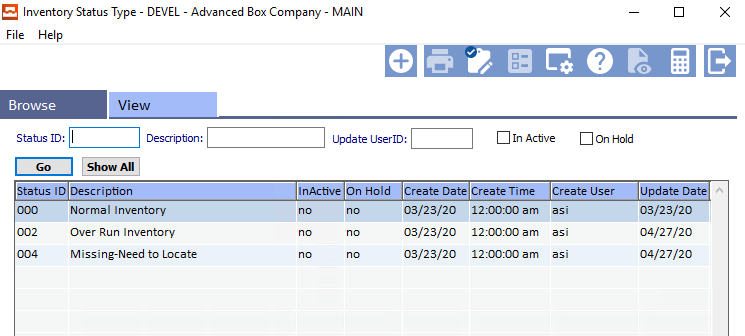 Inventory Status Type - DEVEL - Advanced Box Company - MAIN
File Help
Browse View
Status ID: Description: Update UserID: In Active On Hold
Go Show All
Status ID Description InActive On Hold Create Date Create Time Create User Update Date
000 Normal Inventory no no 03/23/20 12:00:00 am asi 03/23/20
002 Over Run Inventory no no 03/23/20 12:00:00 am asi 04/27/20
004 Missing-Need to Locate no no 03/23/20 12:00:00 am asi 04/27/20